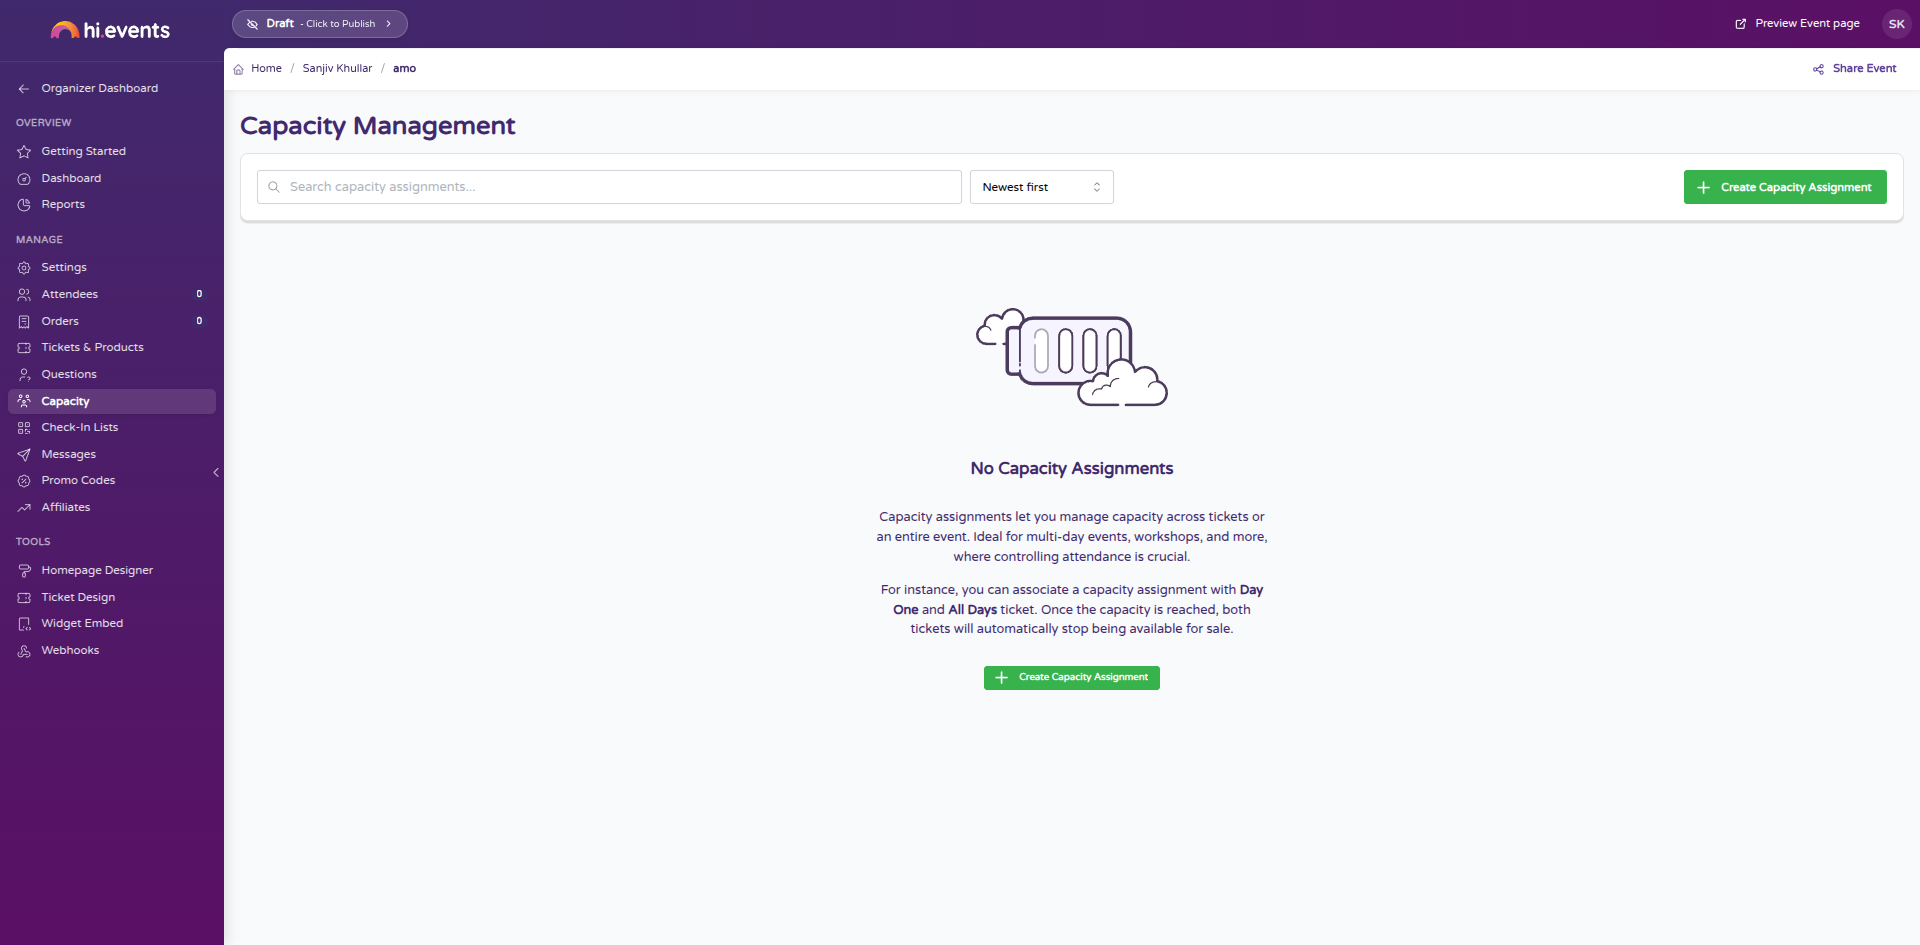 hi.events
Draft - Click to Publish
Preview Event page
SK
Home / Sanjiv Khullar / amo
Share Event
Organizer Dashboard
OVERVIEW
Getting Started
Dashboard
Reports
MANAGE
Settings
Attendees 0
Orders 0
Tickets & Products
Questions
Capacity
Check-In Lists
Messages
Promo Codes
Affiliates
TOOLS
Homepage Designer
Ticket Design
Widget Embed
Webhooks
Capacity Management
Search capacity assignments...
Newest first
Create Capacity Assignment
No Capacity Assignments
Capacity assignments let you manage capacity across tickets or
an entire event. Ideal for multi-day events, workshops, and more,
where controlling attendance is crucial.
For instance, you can associate a capacity assignment with Day
One and All Days ticket. Once the capacity is reached, both
tickets will automatically stop being available for sale.
Create Capacity Assignment